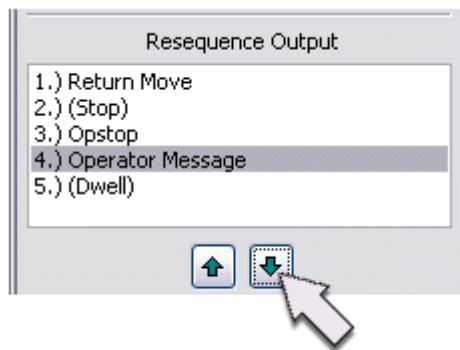 Resequence Output
1.) Return Move
2.) (Stop)
3.) Opstop
4.) Operator Message
5.) (Dwell)